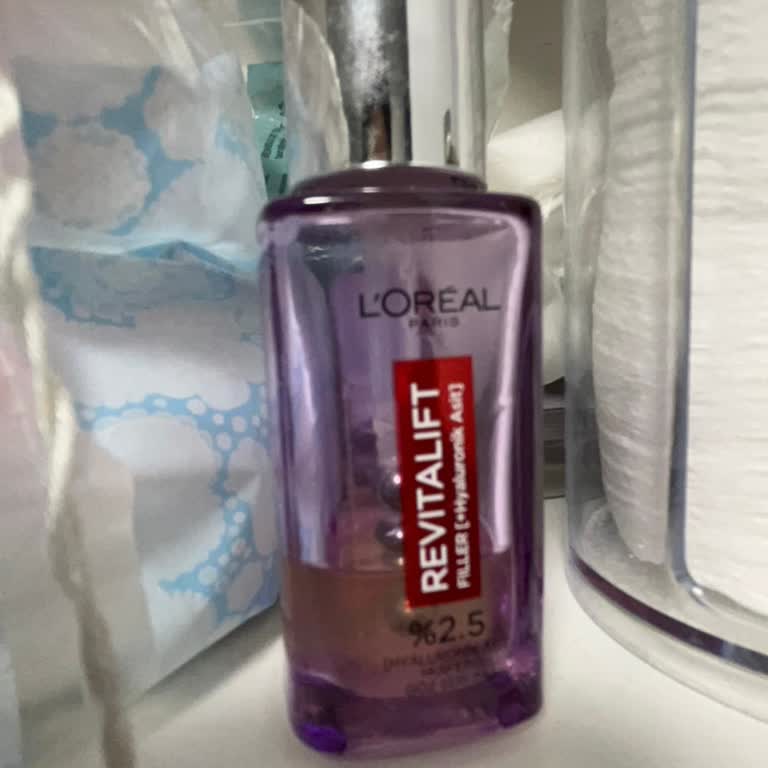 L'ORÉAL
PARIS
REVITALIFT
FILLER [+Hyaluronik Asit]
%2.5